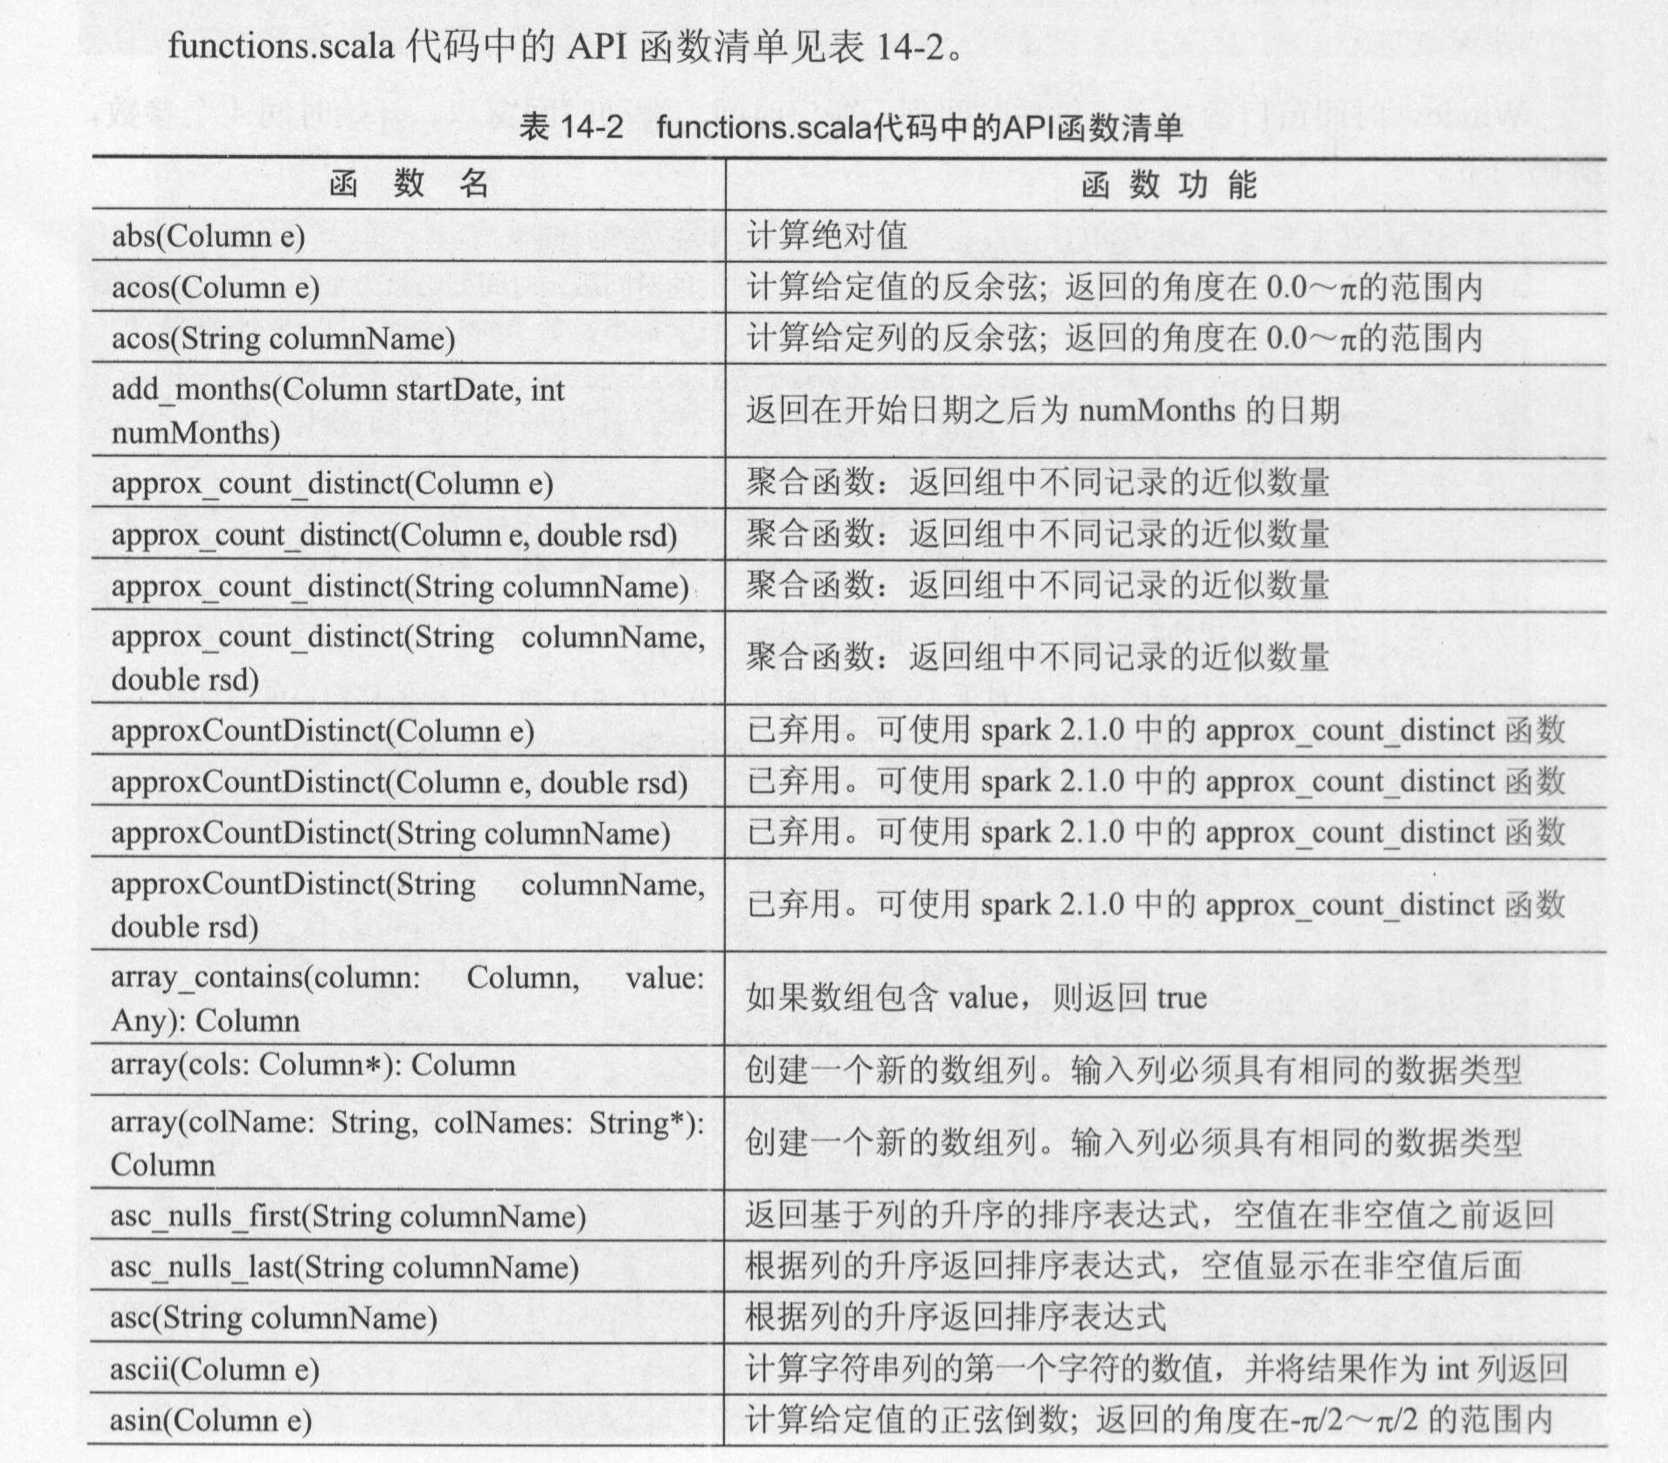 functions.scala 代码中的 API 函数清单见表 14-2。
表 14-2 functions.scala代码中的API函数清单
函 数 名 函 数 功 能
abs(Column e) 计算绝对值
acos(Column e) 计算给定值的反余弦; 返回的角度在 0.0～π的范围内
acos(String columnName) 计算给定列的反余弦; 返回的角度在 0.0～π的范围内
add_months(Column startDate, int
numMonths) 返回在开始日期之后为 numMonths 的日期
approx_count_distinct(Column e) 聚合函数：返回组中不同记录的近似数量
approx_count_distinct(Column e, double rsd) 聚合函数：返回组中不同记录的近似数量
approx_count_distinct(String columnName) 聚合函数：返回组中不同记录的近似数量
approx_count_distinct(String columnName,
double rsd) 聚合函数：返回组中不同记录的近似数量
approxCountDistinct(Column e) 已弃用。可使用 spark 2.1.0 中的 approx_count_distinct 函数
approxCountDistinct(Column e, double rsd) 已弃用。可使用 spark 2.1.0 中的 approx_count_distinct 函数
approxCountDistinct(String columnName) 已弃用。可使用 spark 2.1.0 中的 approx_count_distinct 函数
approxCountDistinct(String columnName,
double rsd) 已弃用。可使用 spark 2.1.0 中的 approx_count_distinct 函数
array_contains(column: Column, value:
Any): Column 如果数组包含 value，则返回 true
array(cols: Column*): Column 创建一个新的数组列。输入列必须具有相同的数据类型
array(colName: String, colNames: String*):
Column 创建一个新的数组列。输入列必须具有相同的数据类型
asc_nulls_first(String columnName) 返回基于列的升序的排序表达式，空值在非空值之前返回
asc_nulls_last(String columnName) 根据列的升序返回排序表达式，空值显示在非空值后面
asc(String columnName) 根据列的升序返回排序表达式
ascii(Column e) 计算字符串列的第一个字符的数值，并将结果作为 int 列返回
asin(Column e) 计算给定值的正弦倒数; 返回的角度在-π/2～π/2 的范围内